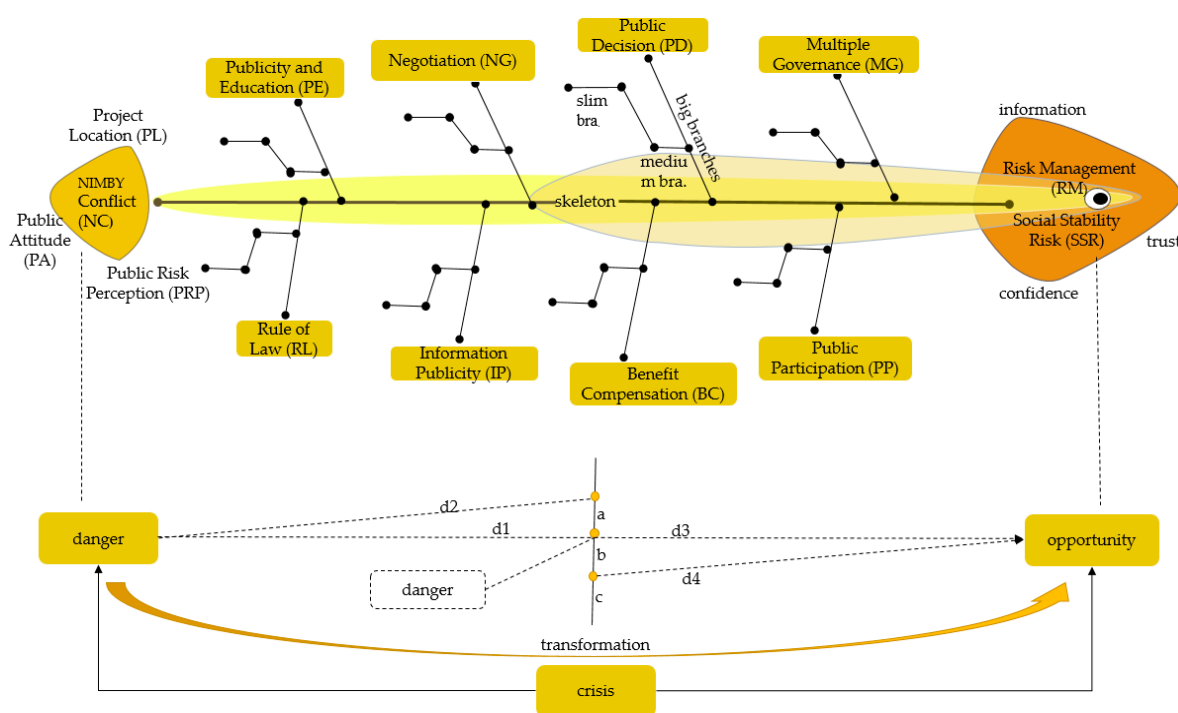 Public
Decision (PD)
Multiple
Governance (MG)
Negotiation (NG)
Publicity and
Education (PE)
slim
bra.
big branches
mediu
m bra.
Project
Location (PL)
information
NIMBY
Conflict
(NC)
Risk Management
(RM)
skeleton
Public
Attitude
(PA)
Social Stability
Risk (SSR)
trust
Public Risk
Perception (PRP)
confidence
Rule of
Law (RL)
Information
Publicity (IP)
Benefit
Compensation (BC)
Public
Participation (PP)
d2
a
danger
d1
d3
opportunity
b
d4
danger
c
transformation
crisis